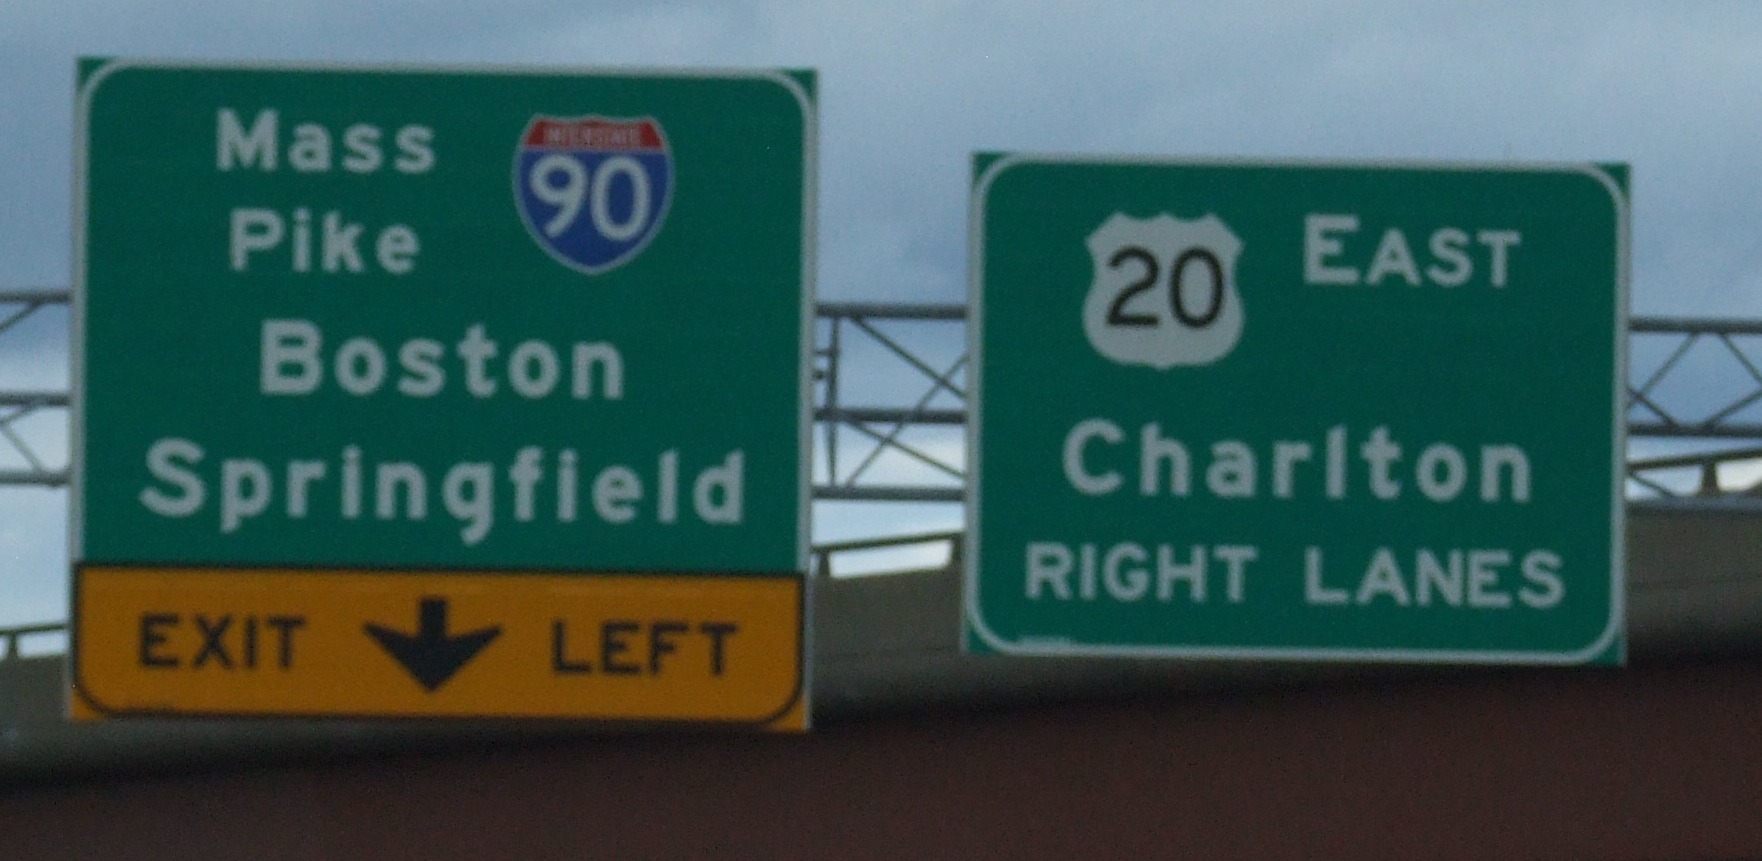 Mass
Pike
INTERSTATE
90
Boston
Springfield
EXIT LEFT
20
EAST
Charlton
RIGHT LANES